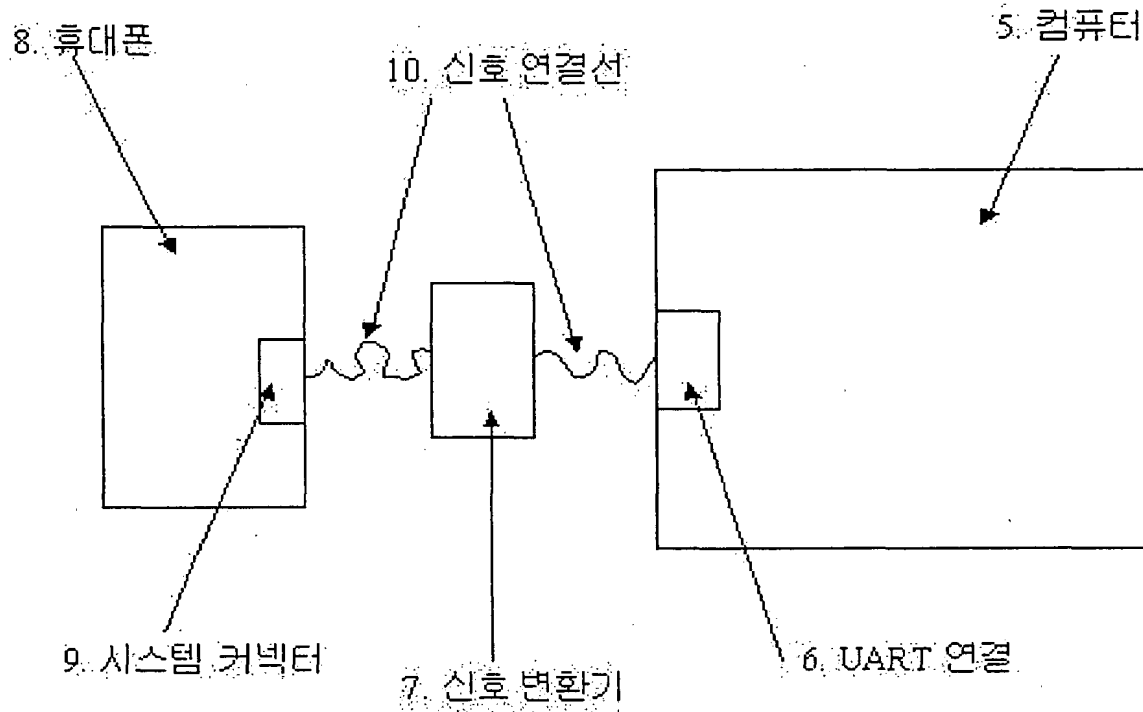 8. 휴대폰
5. 컴퓨터
10. 신호 연결선
9. 시스템 커넥터
7. 신호 변환기
6. UART 연결